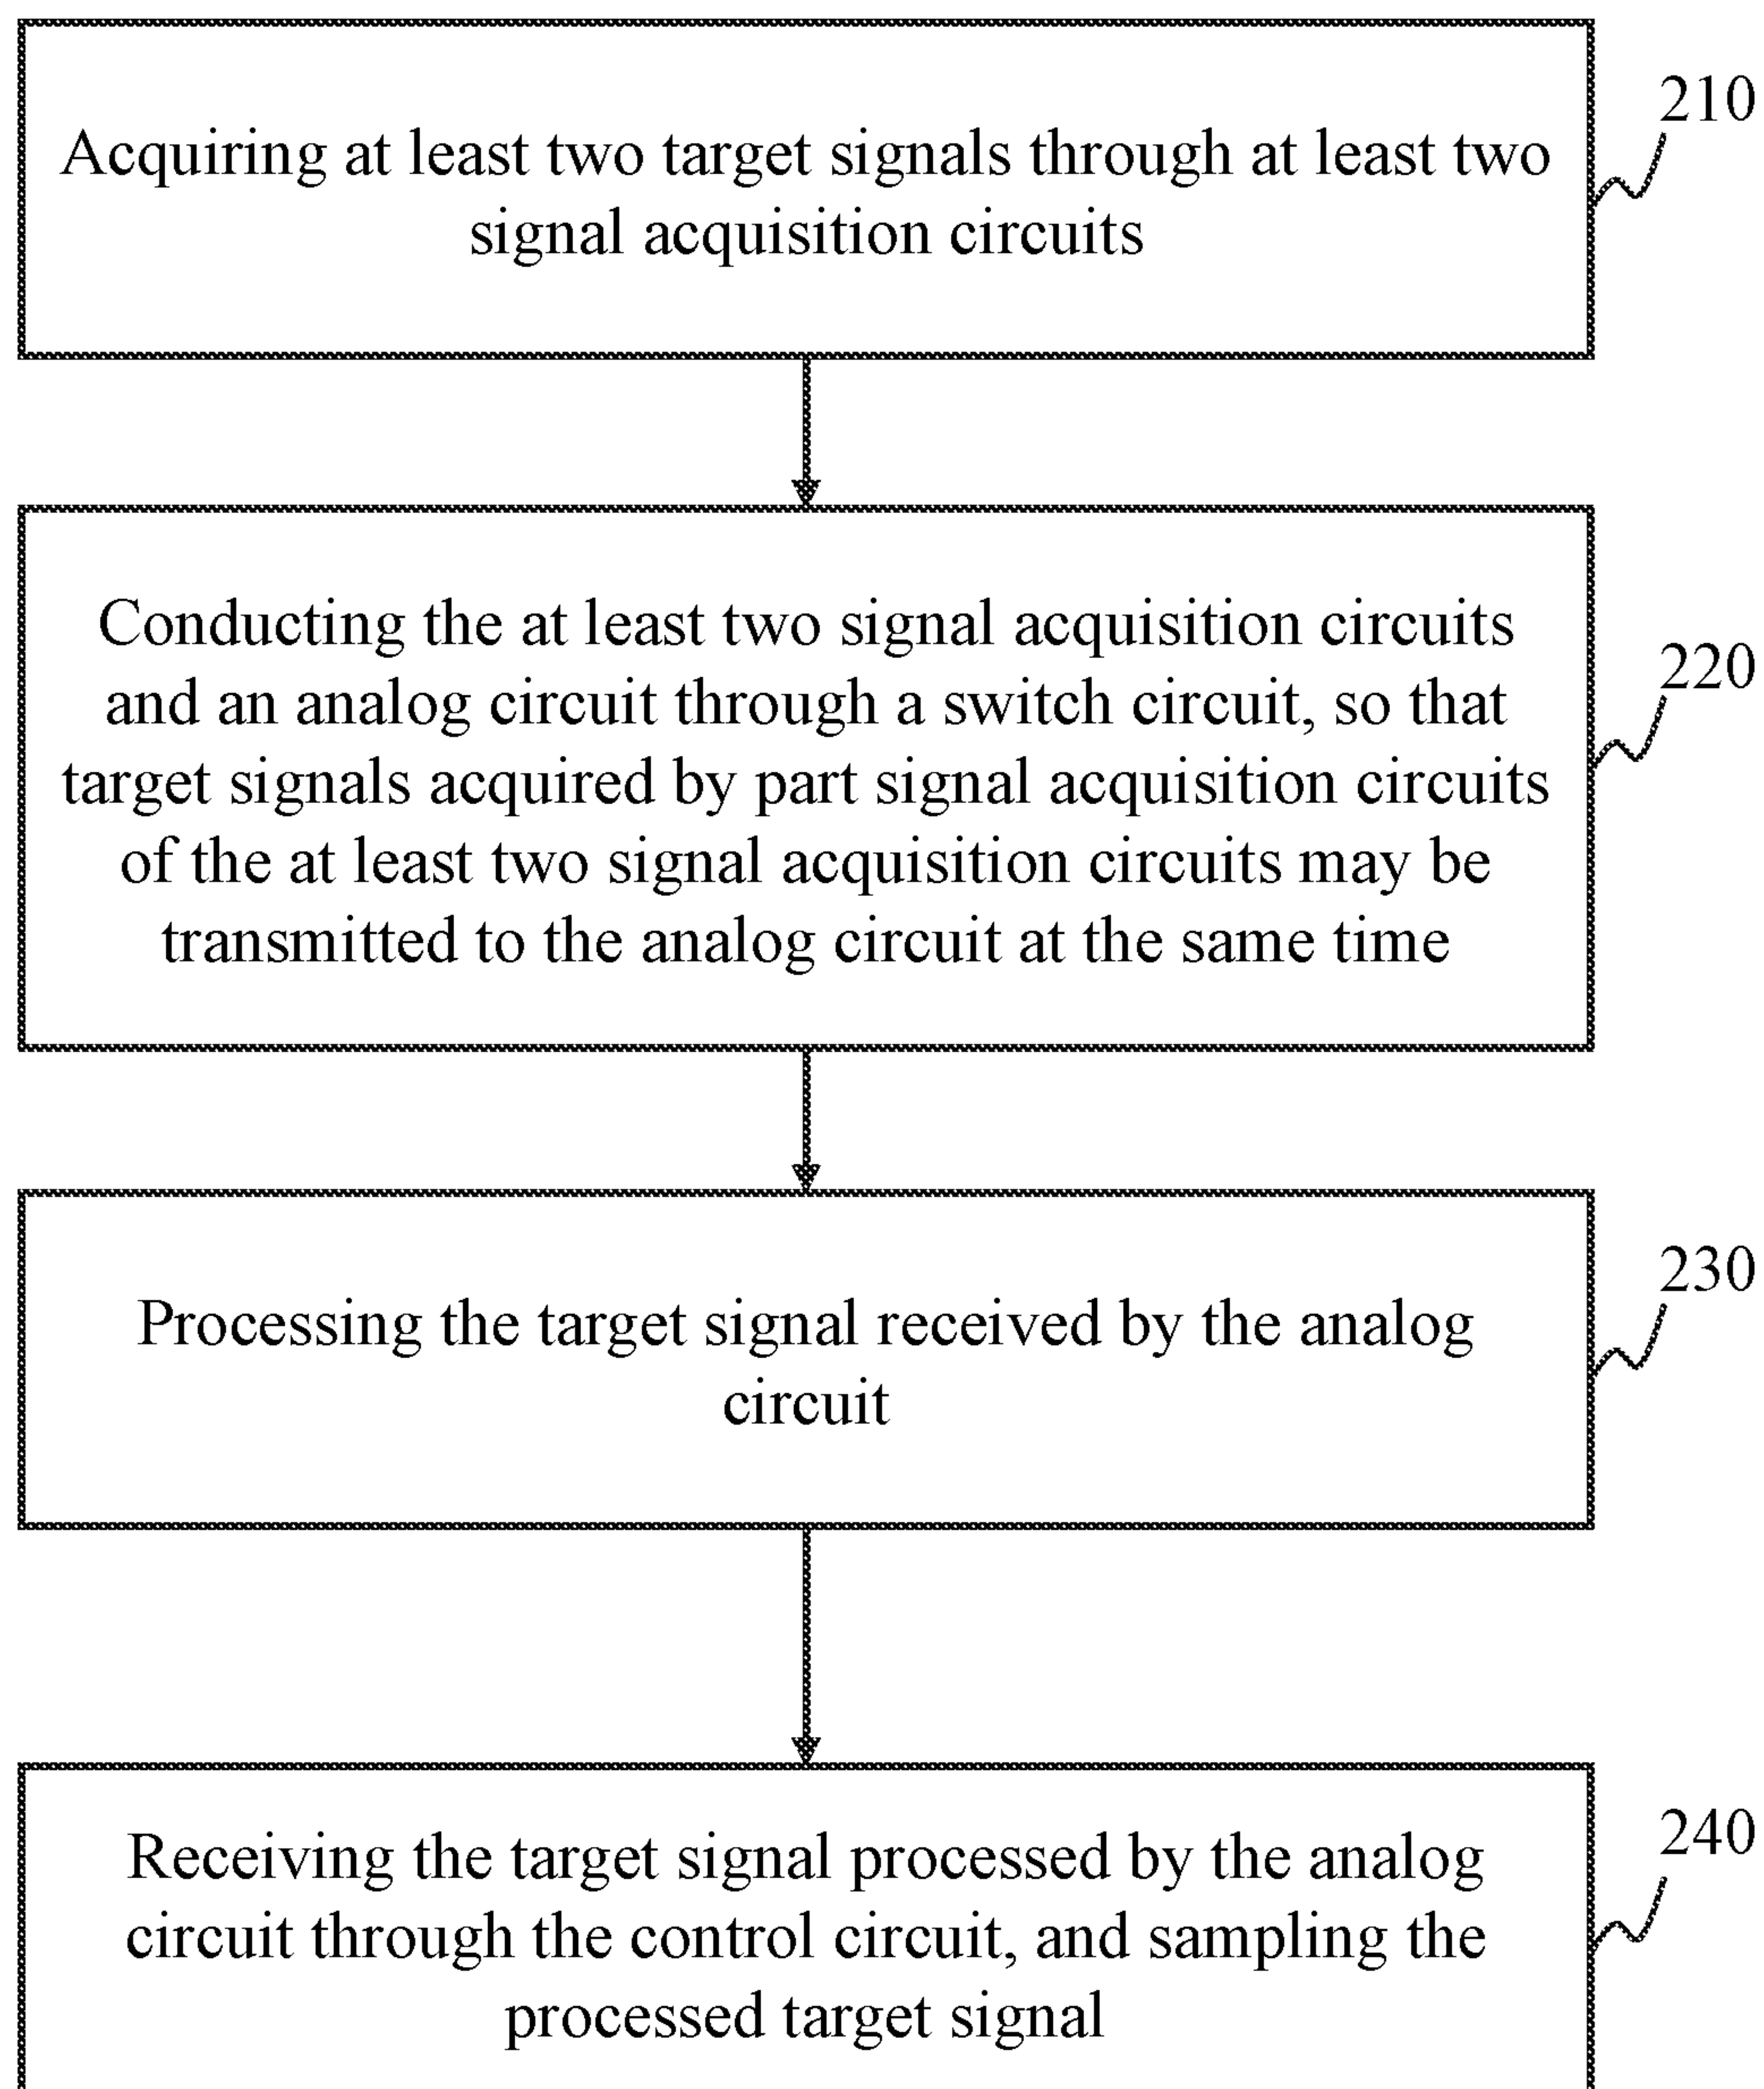 210
Acquiring at least two target signals through at least two
signal acquisition circuits
220
Conducting the at least two signal acquisition circuits
and an analog circuit through a switch circuit, so that
target signals acquired by part signal acquisition circuits
of the at least two signal acquisition circuits may be
transmitted to the analog circuit at the same time
230
Processing the target signal received by the analog
circuit
240
Receiving the target signal processed by the analog
circuit through the control circuit, and sampling the
processed target signal